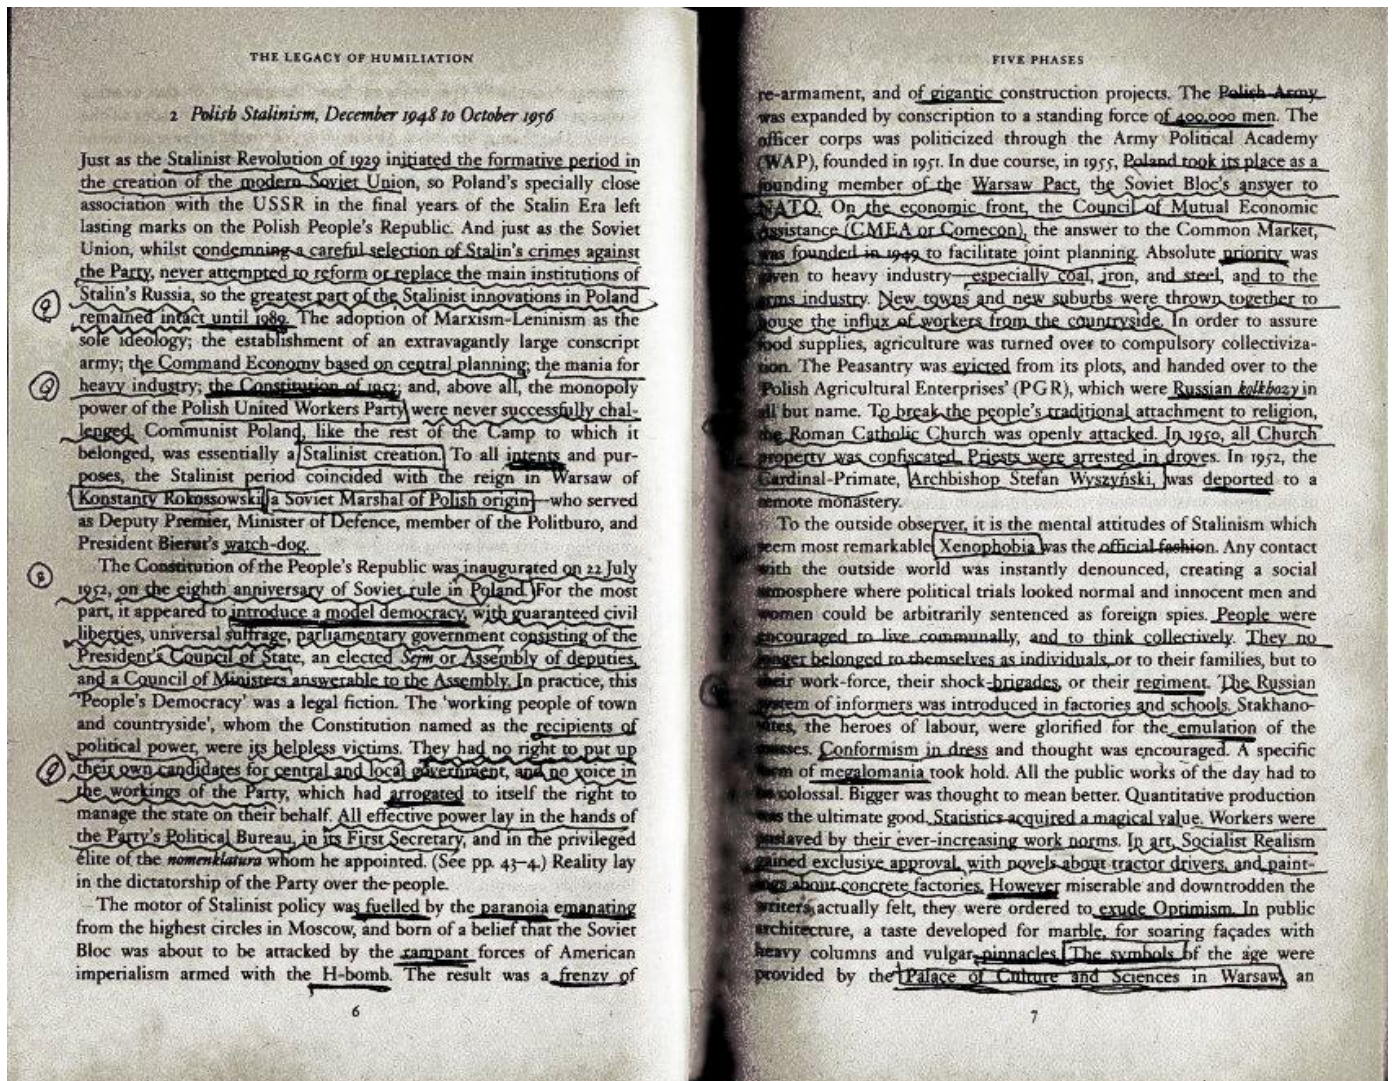 THE LEGACY OF HUMILIATION
2 Polish Stalinism, December 1948 to October 1956
Just as the Stalinist Revolution of 1929 initiated the formative period in
the creation of the modern Soviet Union, so Poland's specially close
association with the USSR in the final years of the Stalin Era left
lasting marks on the Polish People's Republic. And just as the Soviet
Union, whilst condemning a careful selection of Stalin's crimes against
the Party, never attempted to reform or replace the main institutions of
Stalin's Russia, so the greatest part of the Stalinist innovations in Poland
remained intact until 1989. The adoption of Marxism-Leninism as the
sole ideology; the establishment of an extravagantly large conscript
army; the Command Economy based on central planning; the mania for
heavy industry; the Constitution of 1952; and, above all, the monopoly
power of the Polish United Workers Party were never successfully chal-
lenged. Communist Poland, like the rest of the Camp to which it
belonged, was essentially a Stalinist creation. To all intents and pur-
poses, the Stalinist period coincided with the reign in Warsaw of
Konstanty Rokossowski, a Soviet Marshal of Polish origin—who served
as Deputy Premier, Minister of Defence, member of the Politburo, and
President Bierut's watch-dog.
The Constitution of the People's Republic was inaugurated on 22 July
1952, on the eighth anniversary of Soviet rule in Poland. For the most
part, it appeared to introduce a model democracy, with guaranteed civil
liberties, universal suffrage, parliamentary government consisting of the
President's Council of State, an elected Sejm or Assembly of deputies,
and a Council of Ministers answerable to the Assembly. In practice, this
'People's Democracy' was a legal fiction. The 'working people of town
and countryside', whom the Constitution named as the recipients of
political power, were its helpless victims. They had no right to put up
their own candidates for central and local government, and no voice in
the workings of the Party, which had arrogated to itself the right to
manage the state on their behalf. All effective power lay in the hands of
the Party's Political Bureau, in its First Secretary, and in the privileged
élite of the nomenklatura whom he appointed. (See pp. 43–4.) Reality lay
in the dictatorship of the Party over the people.
The motor of Stalinist policy was fuelled by the paranoia emanating
from the highest circles in Moscow, and born of a belief that the Soviet
Bloc was about to be attacked by the rampant forces of American
imperialism armed with the H-bomb. The result was a frenzy of
6
FIVE PHASES
re-armament, and of gigantic construction projects. The Polish Army
was expanded by conscription to a standing force of 400,000 men. The
officer corps was politicized through the Army Political Academy
(WAP), founded in 1951. In due course, in 1955, Poland took its place as a
founding member of the Warsaw Pact, the Soviet Bloc's answer to
NATO. On the economic front, the Council of Mutual Economic
Assistance (CMEA or Comecon), the answer to the Common Market,
was founded in 1949 to facilitate joint planning. Absolute priority was
given to heavy industry—especially coal, iron, and steel, and to the
arms industry. New towns and new suburbs were thrown together to
house the influx of workers from the countryside. In order to assure
food supplies, agriculture was turned over to compulsory collectiviza-
tion. The Peasantry was evicted from its plots, and handed over to the
'Polish Agricultural Enterprises' (PGR), which were Russian kolkhozy in
all but name. To break the people's traditional attachment to religion,
the Roman Catholic Church was openly attacked. In 1950, all Church
property was confiscated. Priests were arrested in droves. In 1952, the
Cardinal-Primate, Archbishop Stefan Wyszyński, was deported to a
remote monastery.
To the outside observer, it is the mental attitudes of Stalinism which
seem most remarkable. Xenophobia was the official fashion. Any contact
with the outside world was instantly denounced, creating a social
atmosphere where political trials looked normal and innocent men and
women could be arbitrarily sentenced as foreign spies. People were
encouraged to live communally, and to think collectively. They no
longer belonged to themselves as individuals, or to their families, but to
their work-force, their shock-brigades, or their regiment. The Russian
system of informers was introduced in factories and schools. Stakhano-
vites, the heroes of labour, were glorified for the emulation of the
masses. Conformism in dress and thought was encouraged. A specific
form of megalomania took hold. All the public works of the day had to
be colossal. Bigger was thought to mean better. Quantitative production
was the ultimate good. Statistics acquired a magical value. Workers were
enslaved by their ever-increasing work norms. In art, Socialist Realism
gained exclusive approval, with novels about tractor drivers, and paint-
ings about concrete factories. However miserable and downtrodden the
writers actually felt, they were ordered to exude Optimism. In public
architecture, a taste developed for marble, for soaring façades with
heavy columns and vulgar pinnacles. The symbols of the age were
provided by the Palace of Culture and Sciences in Warsaw, an
7